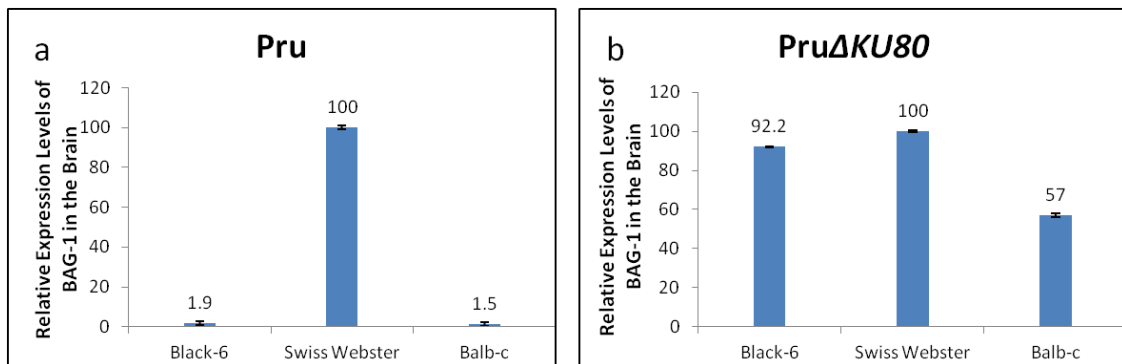 a
Pru
Relative Expression Levels of
BAG-1 in the Brain
120
100
80
60
40
20
0
1.9
100
1.5
Black-6
Swiss Webster
Balb-c
b
PruΔKU80
Relative Expression Levels of
BAG-1 in the Brain
120
100
80
60
40
20
0
92.2
100
57
Black-6
Swiss Webster
Balb-c